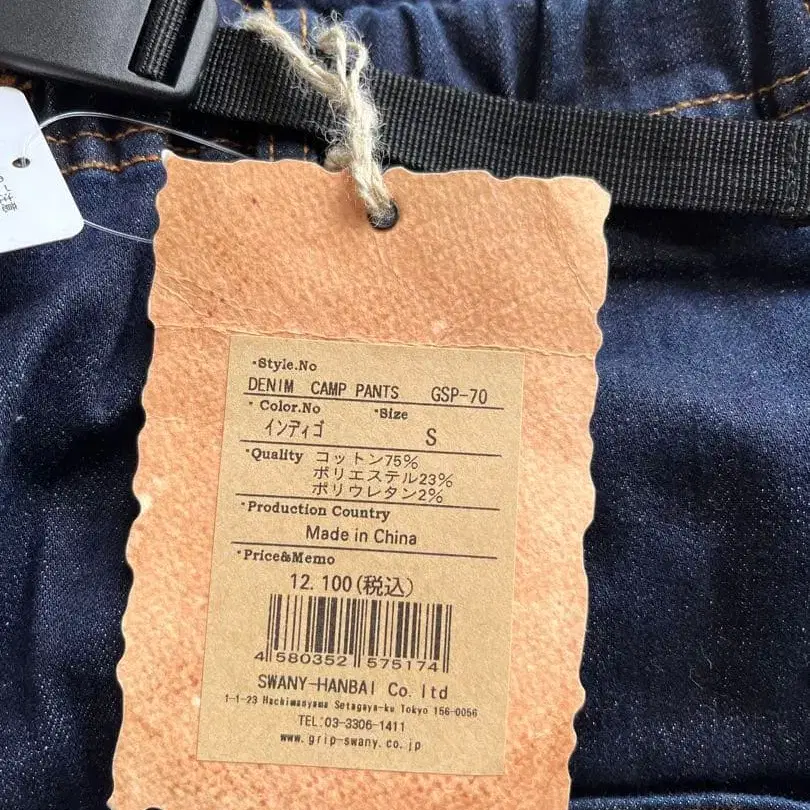 ·Style.No
DENIM CAMP PANTS GSP-70
·Color.No ·Size
インディゴ S
·Quality コットン75%
ポリエステル23%
ポリウレタン2%
·Production Country
Made in China
·Price&Memo
12.100(税込)
4 580352 575174
SWANY-HANBAI Co.ltd
1-1-23 Hachimanyama Setagaya-ku Tokyo 156-0056
TEL:03-3306-1411
www.grip-swany.co.jp